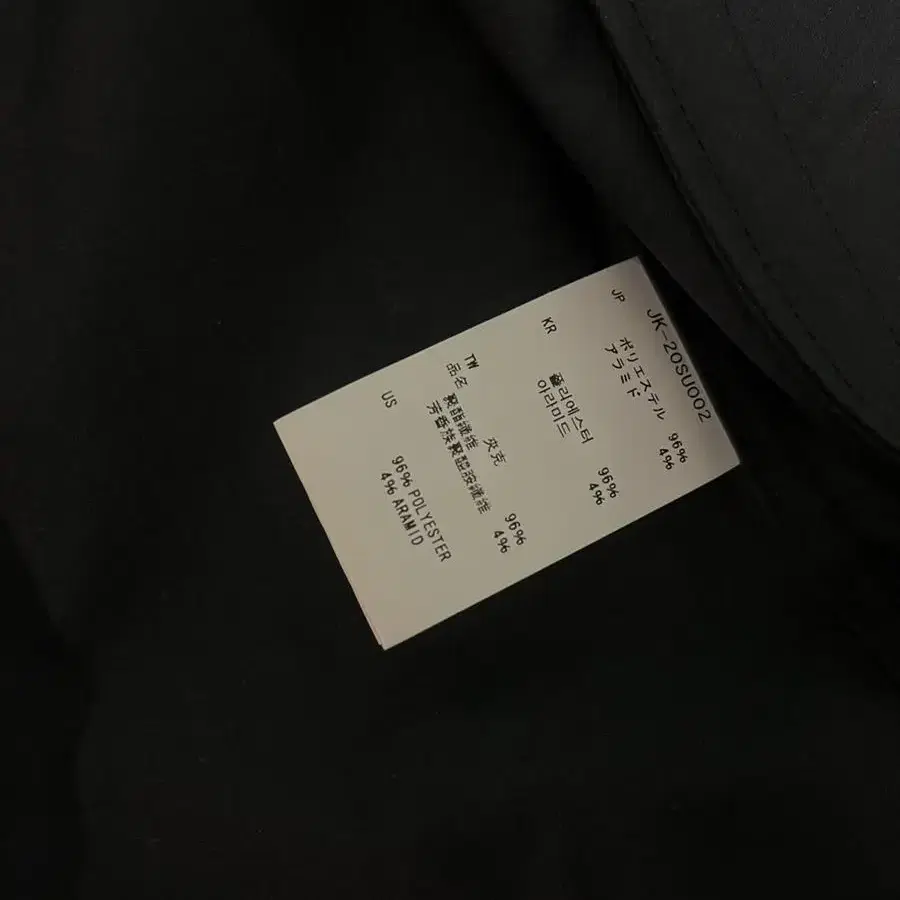 JK-20SU002
JP
ポリエステル 96%
アラミド 4%
KR
폴리에스터 96%
아라미드 4%
TW
品名 夾克
聚酯纖維 96%
芳香族聚醯胺纖維 4%
US
96% POLYESTER
4% ARAMID